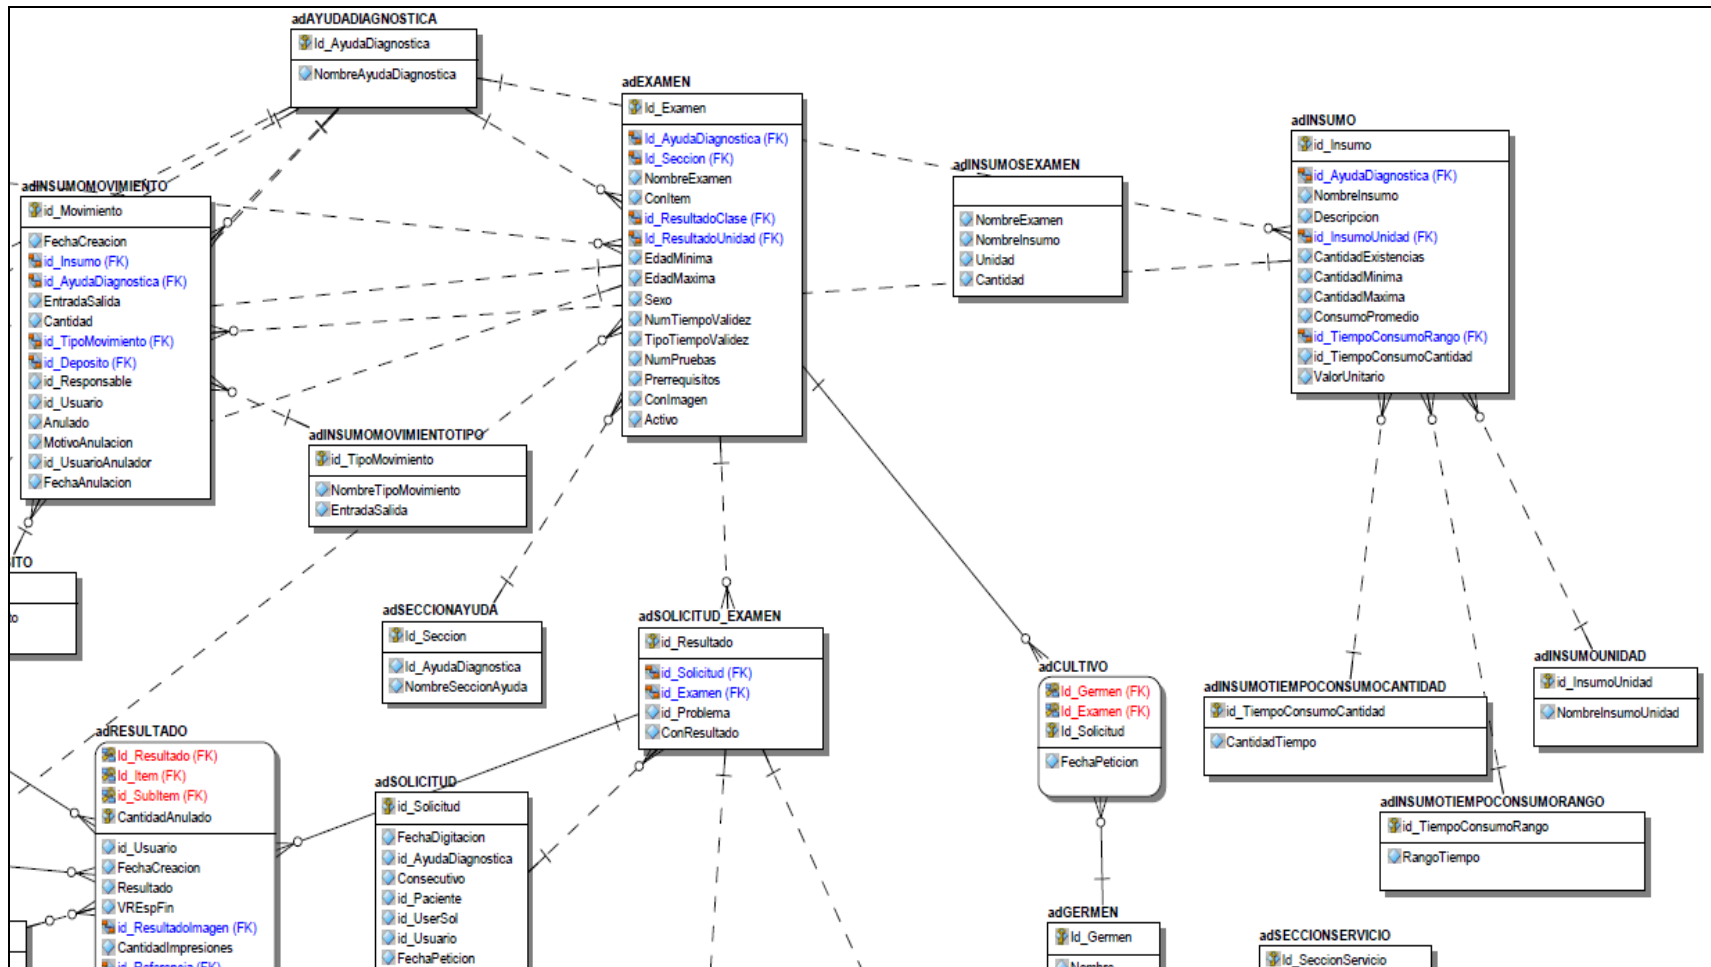 adAYUDADIAGNOSTICA
Id_AyudaDiagnostica
NombreAyudaDiagnostica
adEXAMEN
Id_Examen
Id_AyudaDiagnostica (FK)
Id_Seccion (FK)
NombreExamen
ConItem
id_ResultadoClase (FK)
Id_ResultadoUnidad (FK)
EdadMinima
EdadMaxima
Sexo
NumTiempoValidez
TipoTiempoValidez
NumPruebas
Prerrequisitos
ConImagen
Activo
adINSUMO
id_Insumo
id_AyudaDiagnostica (FK)
NombreInsumo
Descripcion
id_InsumoUnidad (FK)
CantidadExistencias
CantidadMinima
CantidadMaxima
ConsumoPromedio
id_TiempoConsumoRango (FK)
id_TiempoConsumoCantidad
ValorUnitario
adINSUMOSEXAMEN
NombreExamen
NombreInsumo
Unidad
Cantidad
adINSUMOMOVIMIENTO
id_Movimiento
FechaCreacion
id_Insumo (FK)
id_AyudaDiagnostica (FK)
EntradaSalida
Cantidad
id_TipoMovimiento (FK)
id_Deposito (FK)
id_Responsable
id_Usuario
Anulado
MotivoAnulacion
id_UsuarioAnulador
FechaAnulacion
adINSUMOMOVIMIENTOTIPO
id_TipoMovimiento
NombreTipoMovimiento
EntradaSalida
ITO
to
adSECCIONAYUDA
Id_Seccion
Id_AyudaDiagnostica
NombreSeccionAyuda
adSOLICITUD_EXAMEN
id_Resultado
id_Solicitud (FK)
id_Examen (FK)
id_Problema
ConResultado
adCULTIVO
Id_Germen (FK)
Id_Examen (FK)
Id_Solicitud
FechaPeticion
adINSUMOUNIDAD
id_InsumoUnidad
NombreInsumoUnidad
adINSUMOTIEMPOCONSUMOCANTIDAD
id_TiempoConsumoCantidad
CantidadTiempo
adINSUMOTIEMPOCONSUMORANGO
id_TiempoConsumoRango
RangoTiempo
adRESULTADO
Id_Resultado (FK)
Id_Item (FK)
id_SubItem (FK)
CantidadAnulado
id_Usuario
FechaCreacion
Resultado
VREspFin
id_ResultadoImagen (FK)
CantidadImpresiones
id_Referencia (FK)
adSOLICITUD
id_Solicitud
FechaDigitacion
id_AyudaDiagnostica
Consecutivo
id_Paciente
id_UserSol
id_Usuario
FechaPeticion
adGERMEN
Id_Germen
Nombre
adSECCIONSERVICIO
Id_SeccionServicio